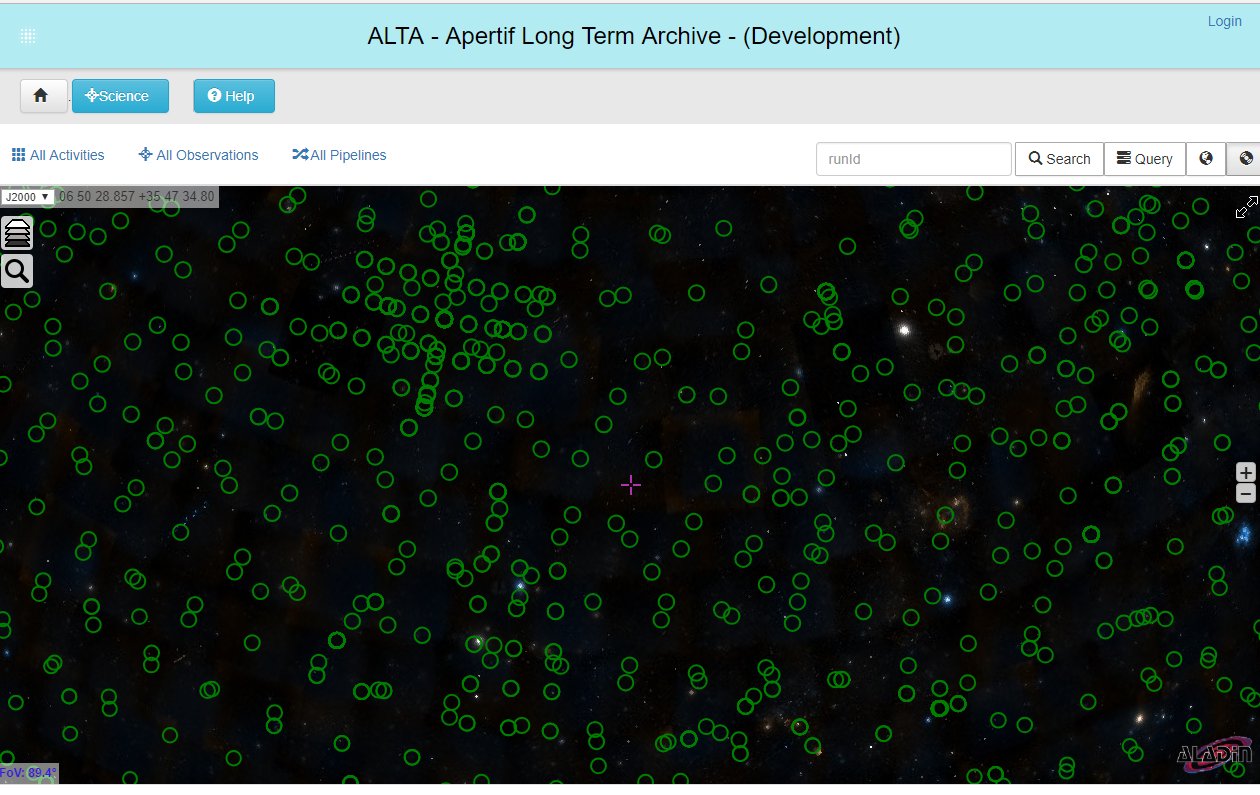 Login
ALTA - Apertif Long Term Archive - (Development)
Science
Help
All Activities
All Observations
All Pipelines
runId
Search
Query
J2000
06 50 28.857 +35 47 34.80
FoV: 89.4°
ALADIN